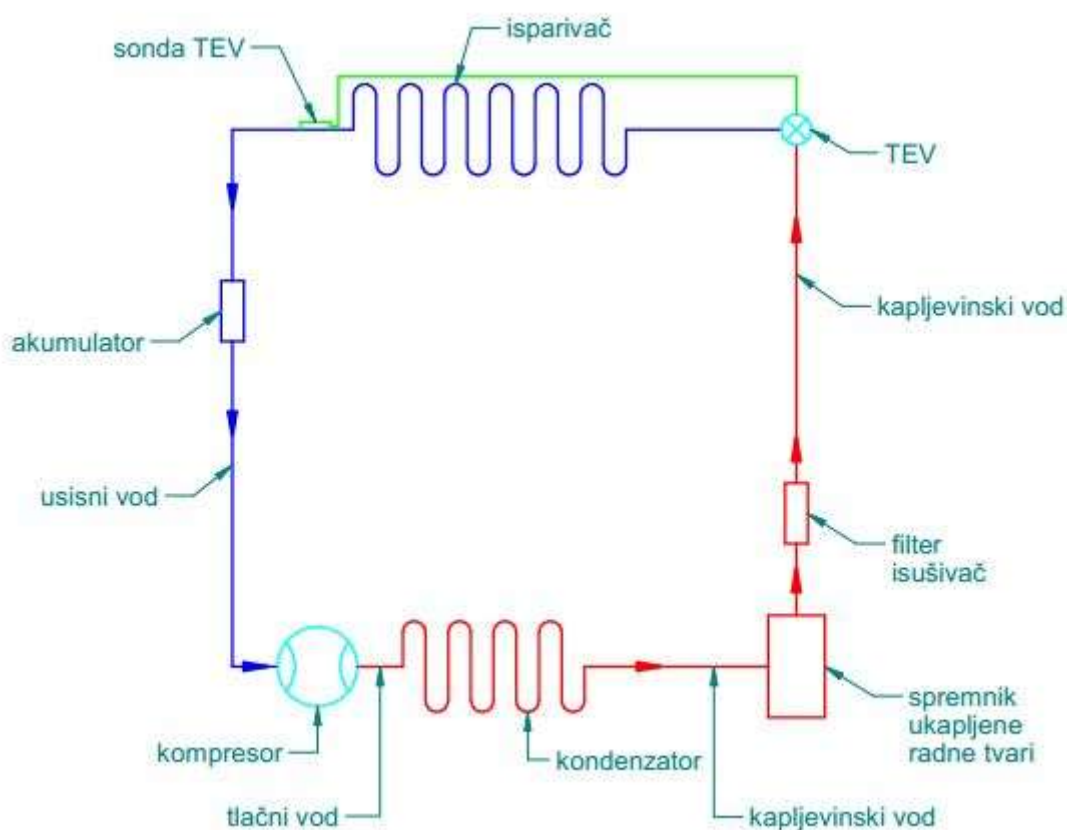 isparivač
sonda TEV
TEV
kapljevinski vod
akumulator
usisni vod
filter
isušivač
spremnik
ukapljene
radne tvari
kompresor
kondenzator
tlačni vod
kapljevinski vod